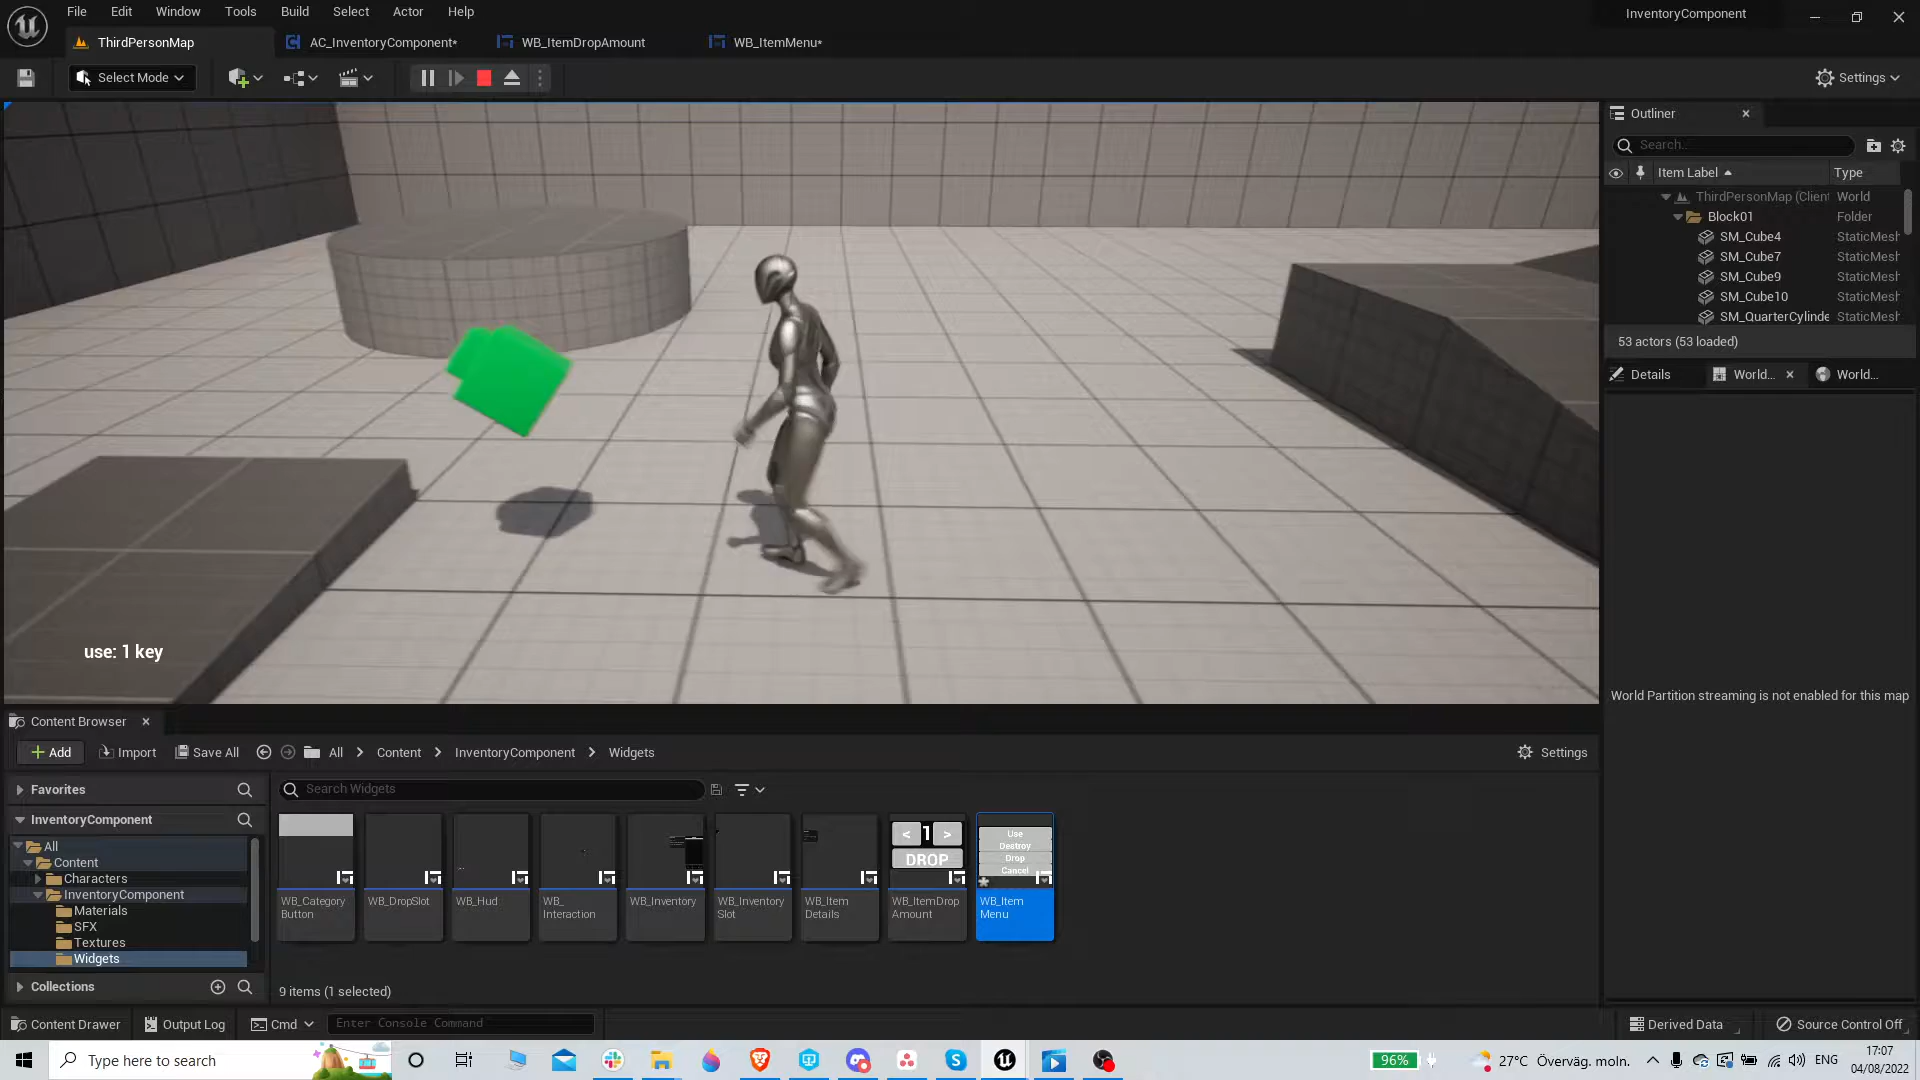 File Edit Window Tools Build Select Actor Help
InventoryComponent
ThirdPersonMap
AC_InventoryComponent*
WB_ItemDropAmount
WB_ItemMenu*
Select Mode
Settings
Outliner
Search...
Item Label
Type
ThirdPersonMap (Client
World
Block01
Folder
SM_Cube4
StaticMesh
SM_Cube7
StaticMesh
SM_Cube9
StaticMesh
SM_Cube10
StaticMesh
SM_QuarterCylinde
StaticMesh
53 actors (53 loaded)
Details
World...
World...
World Partition streaming is not enabled for this map
use: 1 key
Content Browser
Add
Import
Save All
All
Content
InventoryComponent
Widgets
Settings
Favorites
InventoryComponent
All
Content
Characters
InventoryComponent
Materials
SFX
Textures
Widgets
Collections
Search Widgets
< 1 >
DROP
Use
Destroy
Drop
Cancel
WB_Category
Button
WB_DropSlot
WB_Hud
WB_
Interaction
WB_Inventory
WB_Inventory
Slot
WB_Item
Details
WB_ItemDrop
Amount
WB_Item
Menu
9 items (1 selected)
Content Drawer
Output Log
Cmd
Enter Console Command
Derived Data
Source Control Off
Type here to search
96%
27°C Överväg. moln.
ENG
17:07
04/08/2022